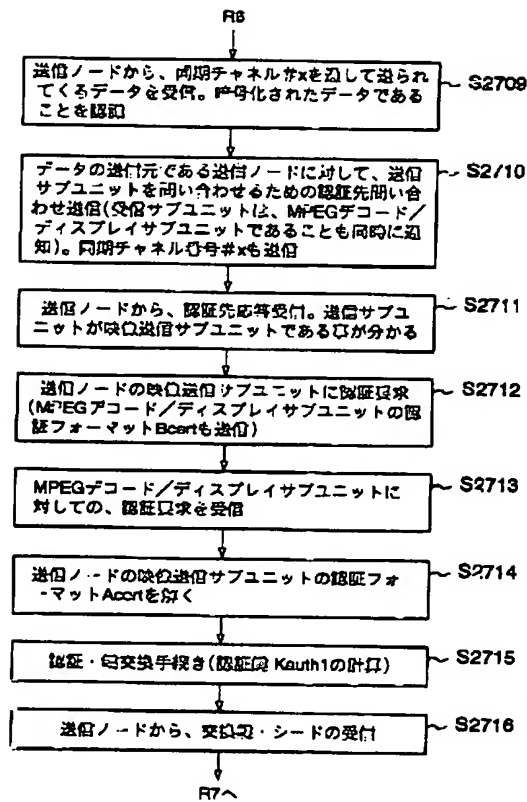 R6
送信ノードから、同期チャネル#xを通して送られ
てくるデータを受信。暗号化されたデータである
ことを認知
S2709
データの送付元である送信ノードに対して、送信
サブユニットを問い合わせるための認証先問い合
わせ送信(受信サブユニットは、MPEGデコード/
ディスプレイサブユニットであることも同時に通
知)。同期チャネル番号#xも送信
S2710
送信ノードから、認証先応答受付。送信サブユ
ニットが映像送信サブユニットである事が分かる
S2711
送信ノードの映像送信サブユニットに認証要求
(MPEGデコード/ディスプレイサブユニットの認
証フォーマットBcertも送信)
S2712
MPEGデコード/ディスプレイサブユニットに
対しての、認証要求を受信
S2713
送信ノードの映像送信サブユニットの認証フォ
ーマットAcertを解く
S2714
認証・鍵交換手続き(認証鍵 Kauth1の計算)
S2715
送信ノードから、交換鍵・シードの受付
S2716
R7へ